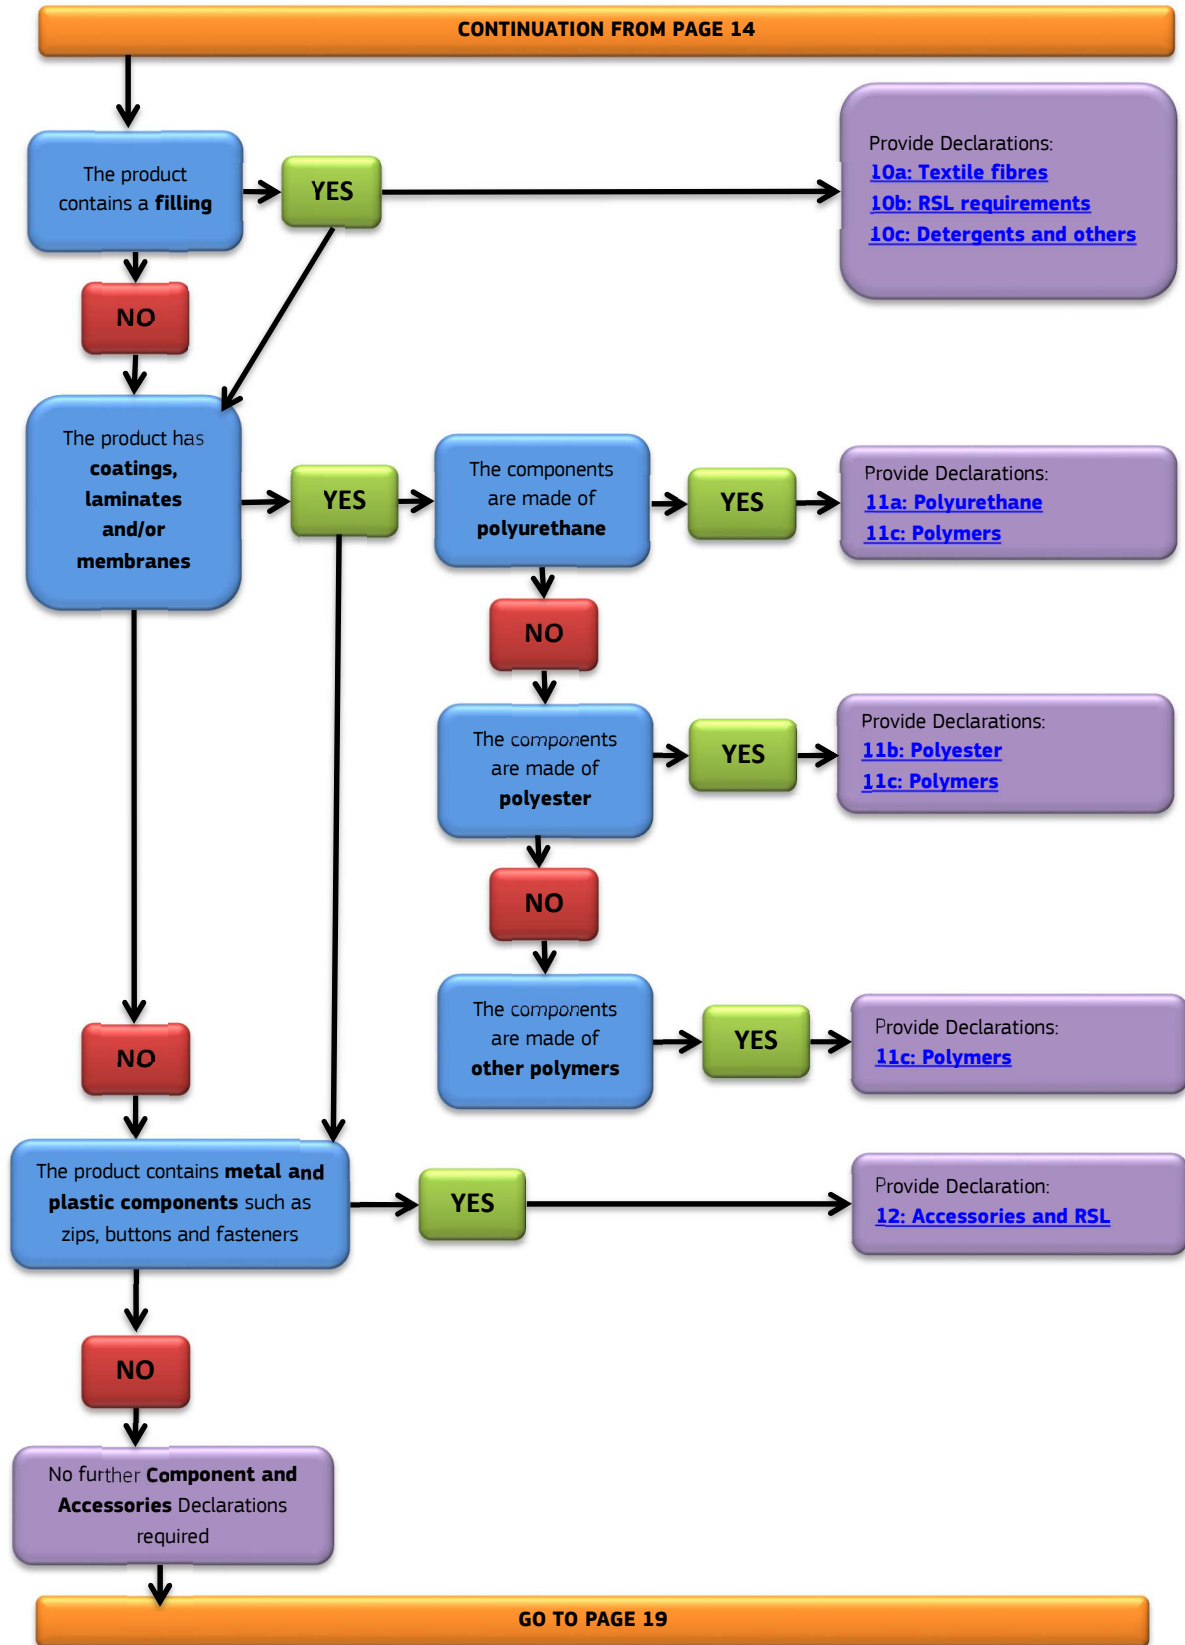 CONTINUATION FROM PAGE 14
The product
contains a filling
YES
Provide Declarations:
10a: Textile fibres
10b: RSL requirements
10c: Detergents and others
NO
The product has
coatings,
laminates
and/or
membranes
YES
The components
are made of
polyurethane
YES
Provide Declarations:
11a: Polyurethane
11c: Polymers
NO
The components
are made of
polyester
YES
Provide Declarations:
11b: Polyester
11c: Polymers
NO
The components
are made of
other polymers
YES
Provide Declarations:
11c: Polymers
NO
The product contains metal and
plastic components such as
zips, buttons and fasteners
YES
Provide Declaration:
12: Accessories and RSL
NO
No further Component and
Accessories Declarations
required
GO TO PAGE 19